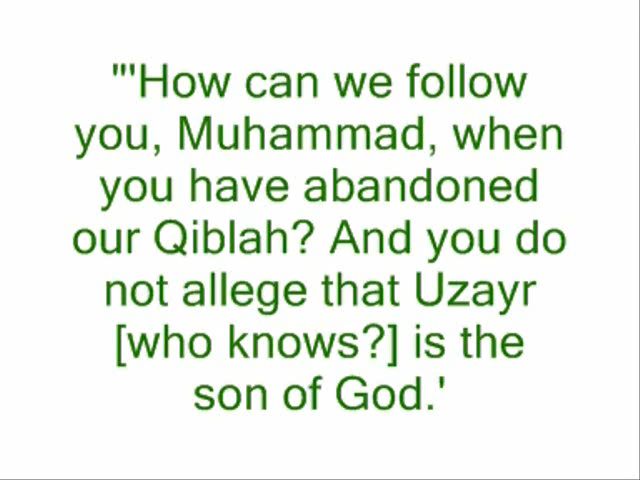 "'How can we follow
you, Muhammad, when
you have abandoned
our Qiblah? And you do
not allege that Uzayr
[who knows?] is the
son of God.'